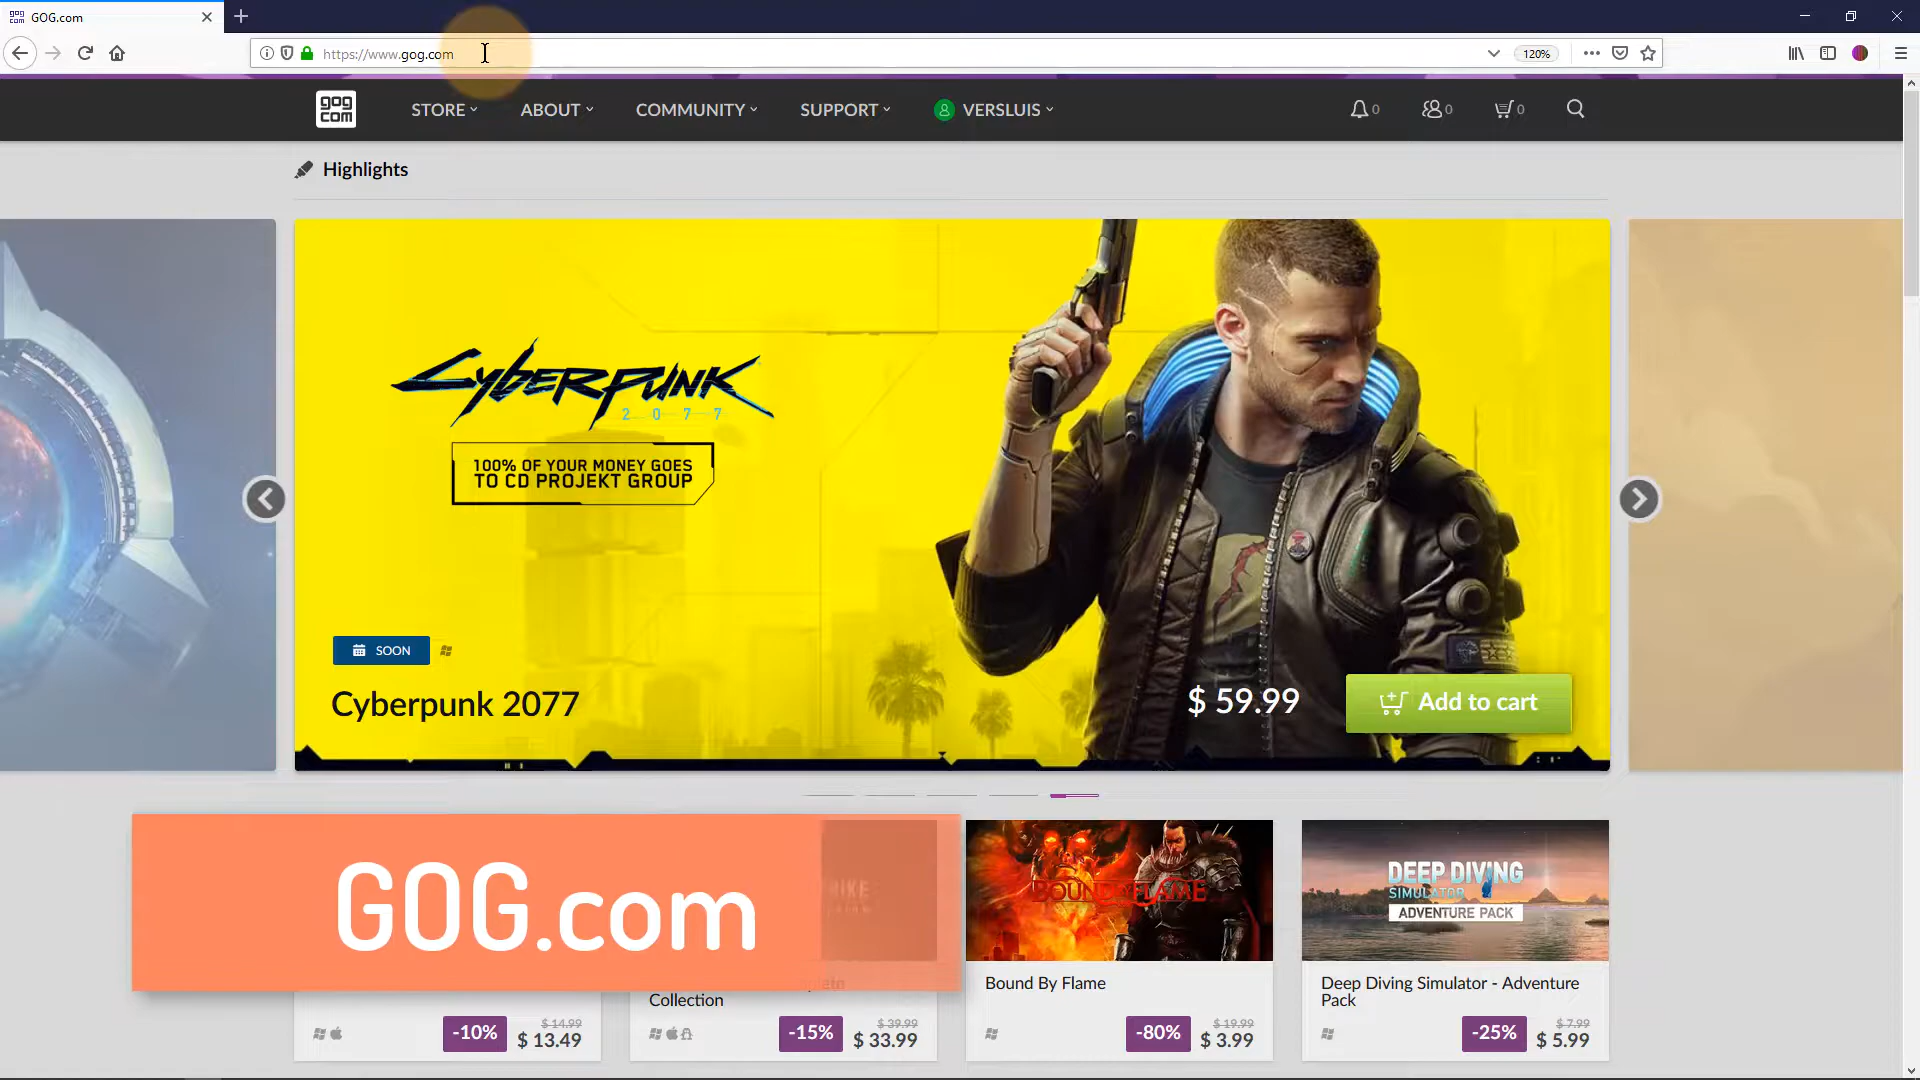 GOG.com
https://www.gog.com
120%
gog
com
STORE
ABOUT
COMMUNITY
SUPPORT
VERSLUIS
0
0
0
Highlights
CYBERPUNK
2077
100% OF YOUR MONEY GOES
TO CD PROJEKT GROUP
SOON
Cyberpunk 2077
$ 59.99
Add to cart
GOG.com
BOUND BY FLAME
DEEP DIVING
SIMULATOR
ADVENTURE PACK
Collection
Bound By Flame
Deep Diving Simulator - Adventure
Pack
-10%
$ 14.99
$ 13.49
-15%
$ 39.99
$ 33.99
-80%
$ 19.99
$ 3.99
-25%
$ 7.99
$ 5.99